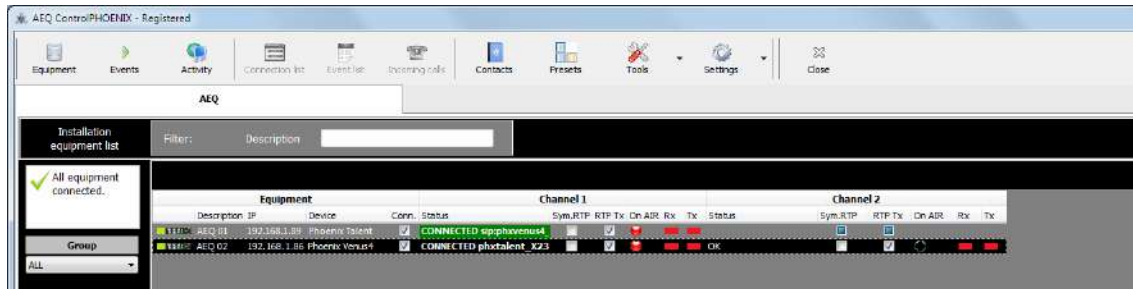 AEQ ControlPHOENIX - Registered
Equipment Events Activity Connection list Event list Incoming calls Contacts Presets Tools Settings Close
AEQ
Installation equipment list
Filter: Description
All equipment connected.
Equipment Channel 1 Channel 2
Description IP Device Conn. Status Sym.RTP RTP Tx On AIR Rx Tx Status Sym.RTP RTP Tx On AIR Rx Tx
AEQ 01 192.168.1.89 Phoenix Talent CONNECTED sip:phxvenus4
AEQ 02 192.168.1.86 Phoenix Venus4 CONNECTED phxtalent_X23 OK
Group
ALL